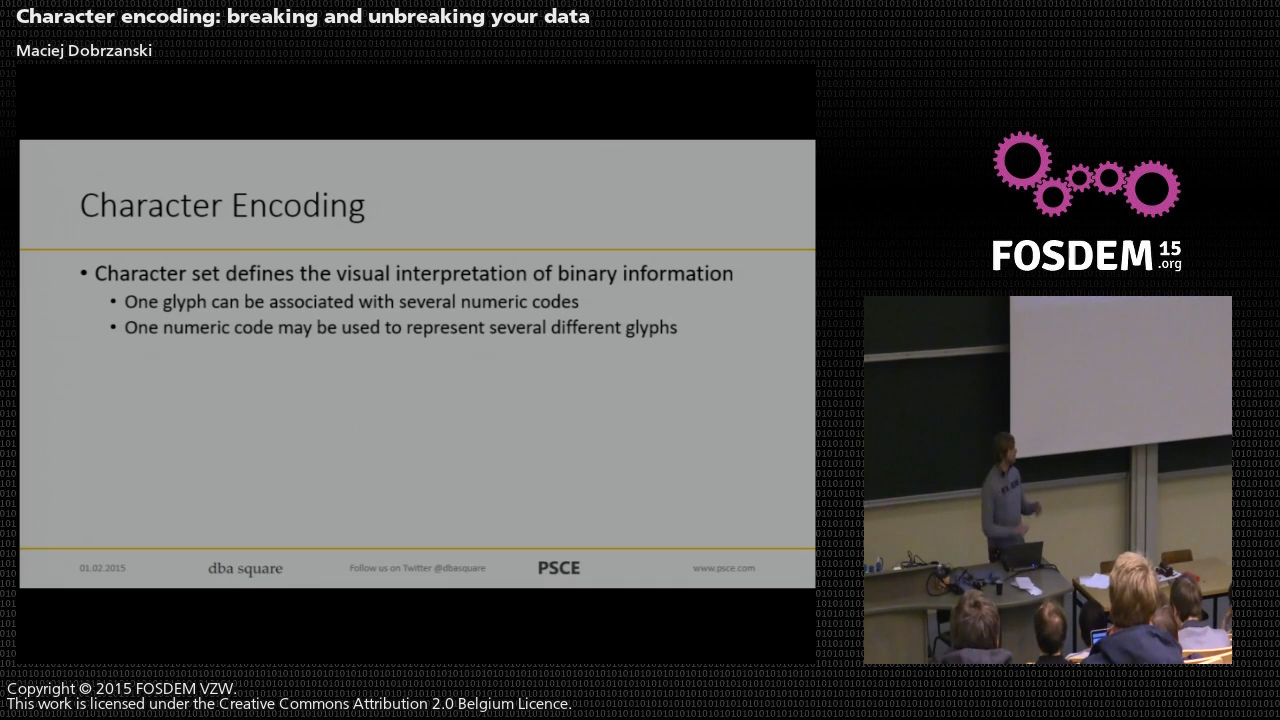 Character encoding: breaking and unbreaking your data
Maciej Dobrzanski
Character Encoding
• Character set defines the visual interpretation of binary information
• One glyph can be associated with several numeric codes
• One numeric code may be used to represent several different glyphs
01.02.2015 dba square Follow us on Twitter @dbasquare PSCE www.psce.com
FOSDEM 15 .org
Copyright © 2015 FOSDEM VZW.
This work is licensed under the Creative Commons Attribution 2.0 Belgium Licence.